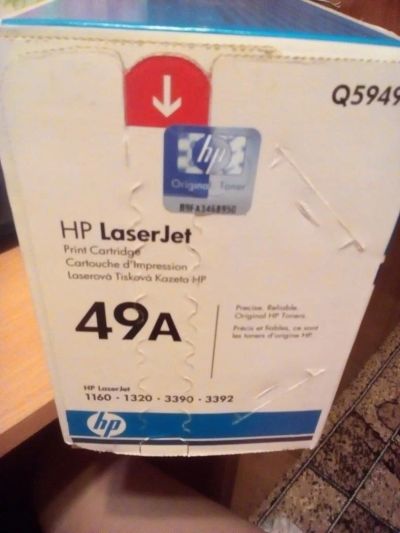 Q5949
hp
Original Toner
HP LaserJet
Print Cartridge
Cartouche d'Impression
Laserová Tisková Kazeta HP
49A
Precise. Reliable.
Original HP Toners.
Précis et fiables, ce sont
les toners d'origine HP.
HP LaserJet
1160 · 1320 · 3390 · 3392
hp